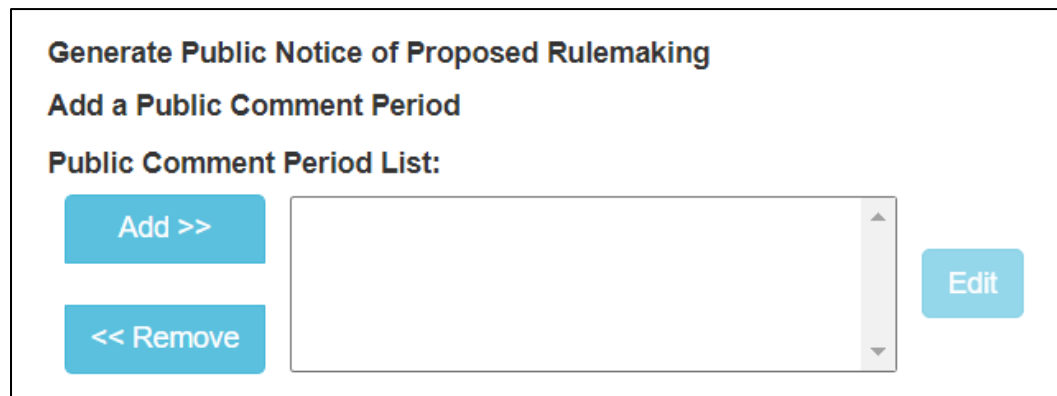 Generate Public Notice of Proposed Rulemaking
Add a Public Comment Period
Public Comment Period List:
Add >>
Edit
<< Remove